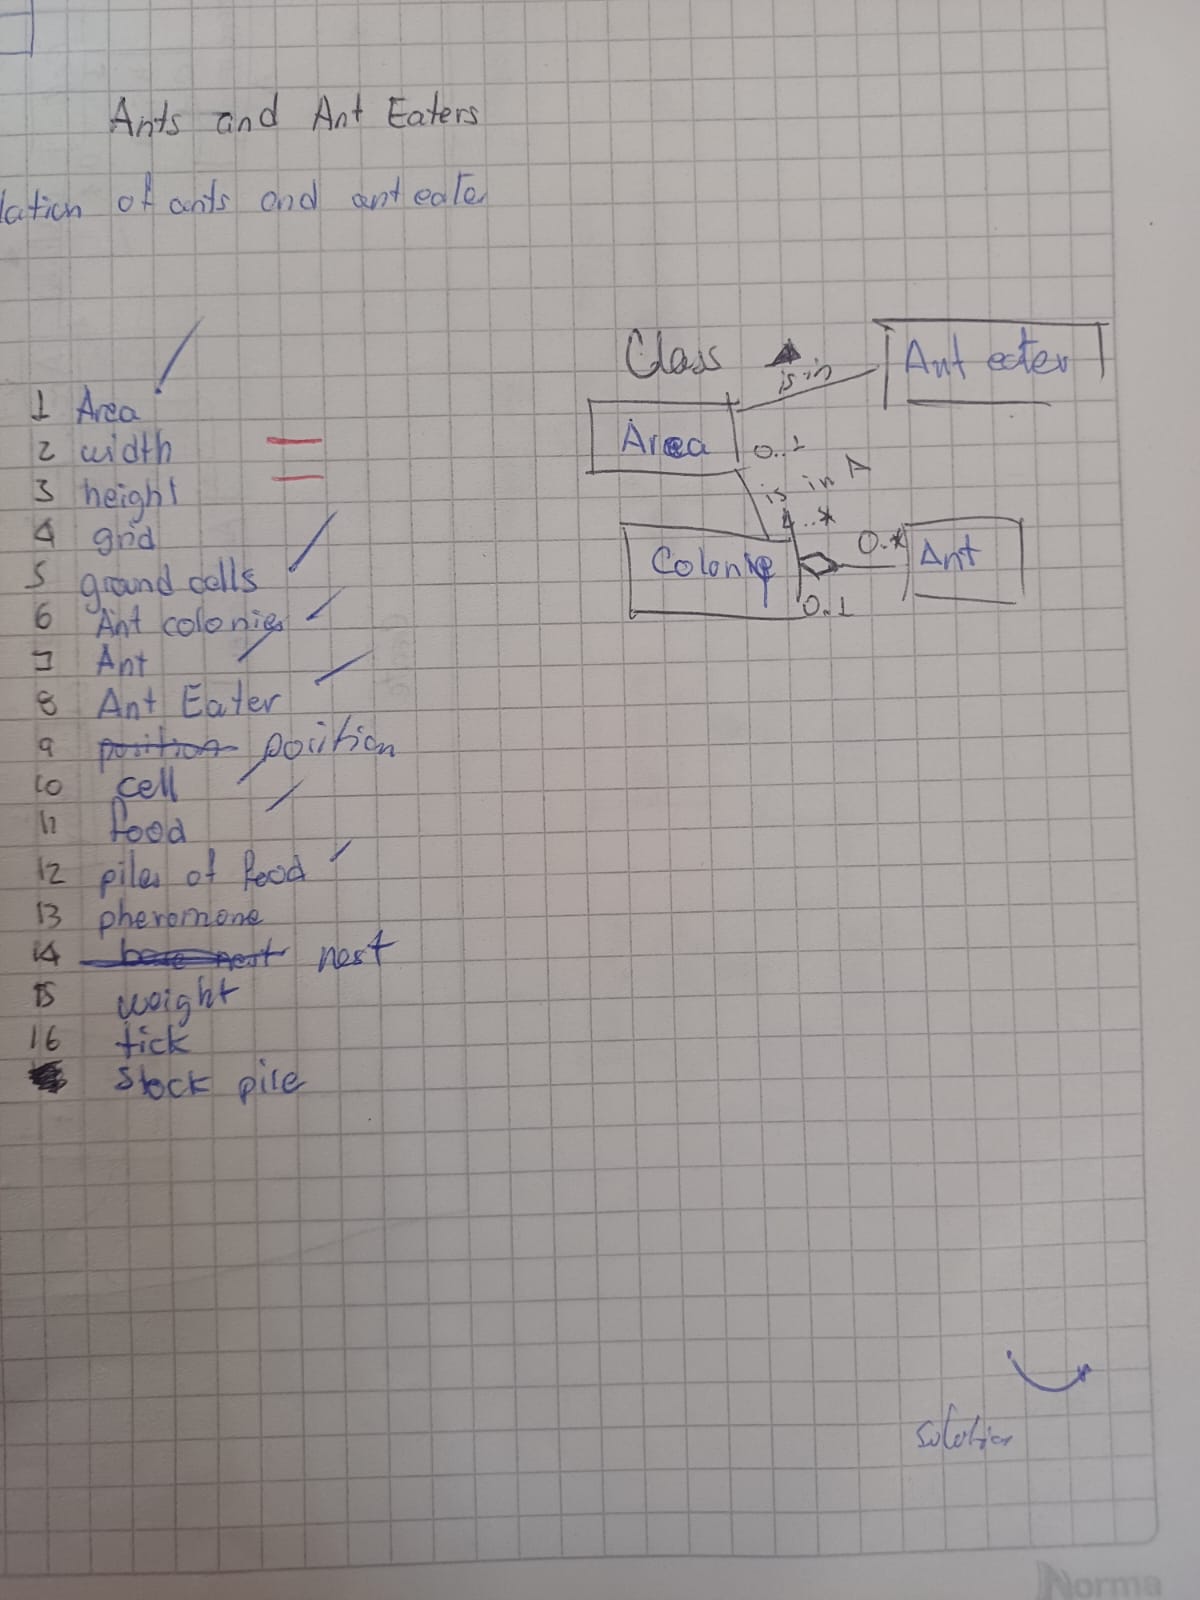 Ants and Ant Eaters
lation of ants and ant eate
1 Area
2 width
3 height
4 grid
5 ground cells
6 Ant colonies
7 Ant
8 Ant Eater
9 position position
10 cell
11 food
12 piles of food
13 pheromone
14 base nest nest
15 weight
16 tick
stock pile
Class
is in
Ant eater
Area
0..1
is in
1..*
Colonie
0..*
Ant
0..1
solution
Norma